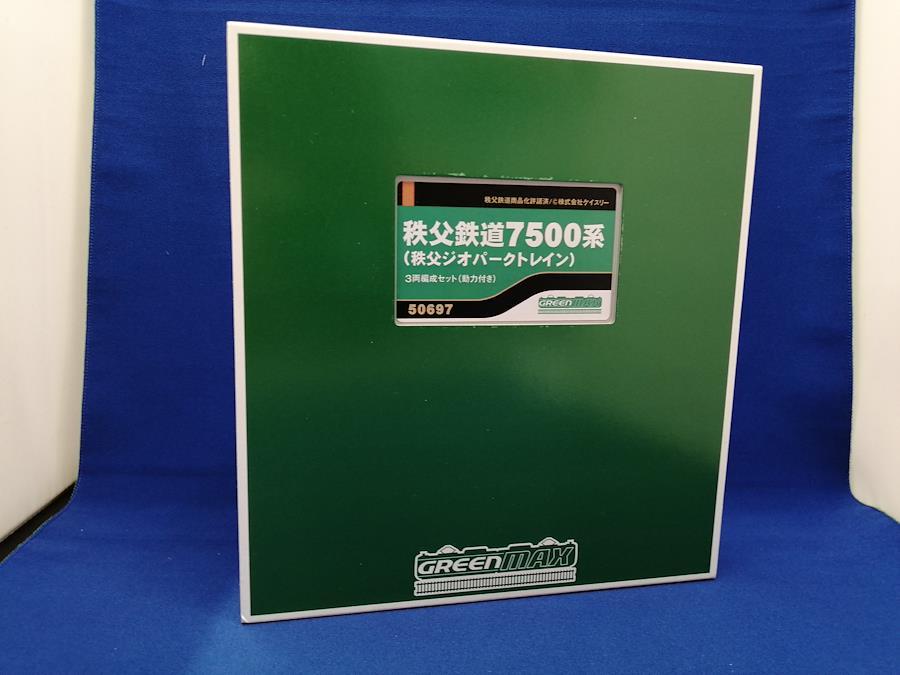 秩父鉄道商品化許諾済/©株式会社ケイスリー
秩父鉄道7500系
(秩父ジオパークトレイン)
3両編成セット(動力付き)
50697
GREENMAX
GREENMAX